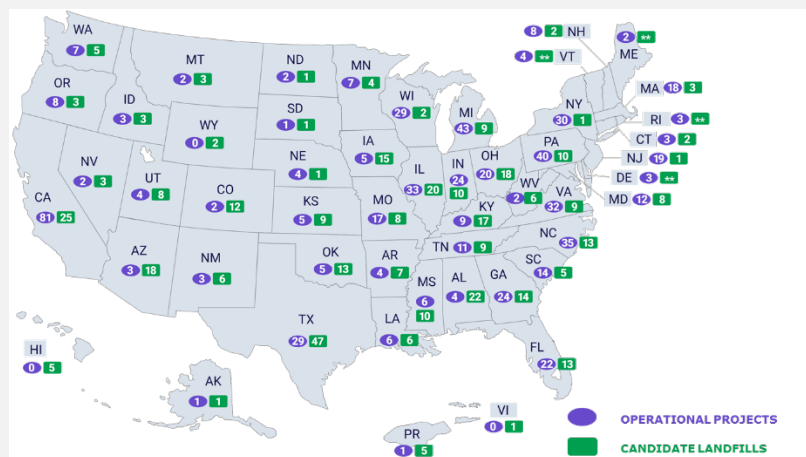 WA
7 5
MT
2 3
ND
2 1
MN
7 4
8 2 NH
4 ** VT
2 **
ME
OR
8 3
ID
3 3
SD
1 1
WI
29 2
MI
43 9
NY
30 1
MA 18 3
RI 3 **
CT 3 2
NJ 19 1
DE 3 **
MD 12 8
WY
0 2
NE
4 1
IA
5 15
IL
33 20
IN
24
10
OH
20 18
PA
40 10
NV
2 3
UT
4 8
CO
2 12
KS
5 9
MO
17 8
KY
9 17
WV
2 6
VA
32 9
CA
81 25
AZ
3 18
NM
3 6
OK
5 13
AR
4 7
TN 11 9
NC
35 13
SC
14 5
MS
6
10
AL
4 22
GA
24 14
TX
29 47
LA
6 6
FL
22 13
HI
0 5
AK
1 1
PR
1 5
VI
0 1
OPERATIONAL PROJECTS
CANDIDATE LANDFILLS